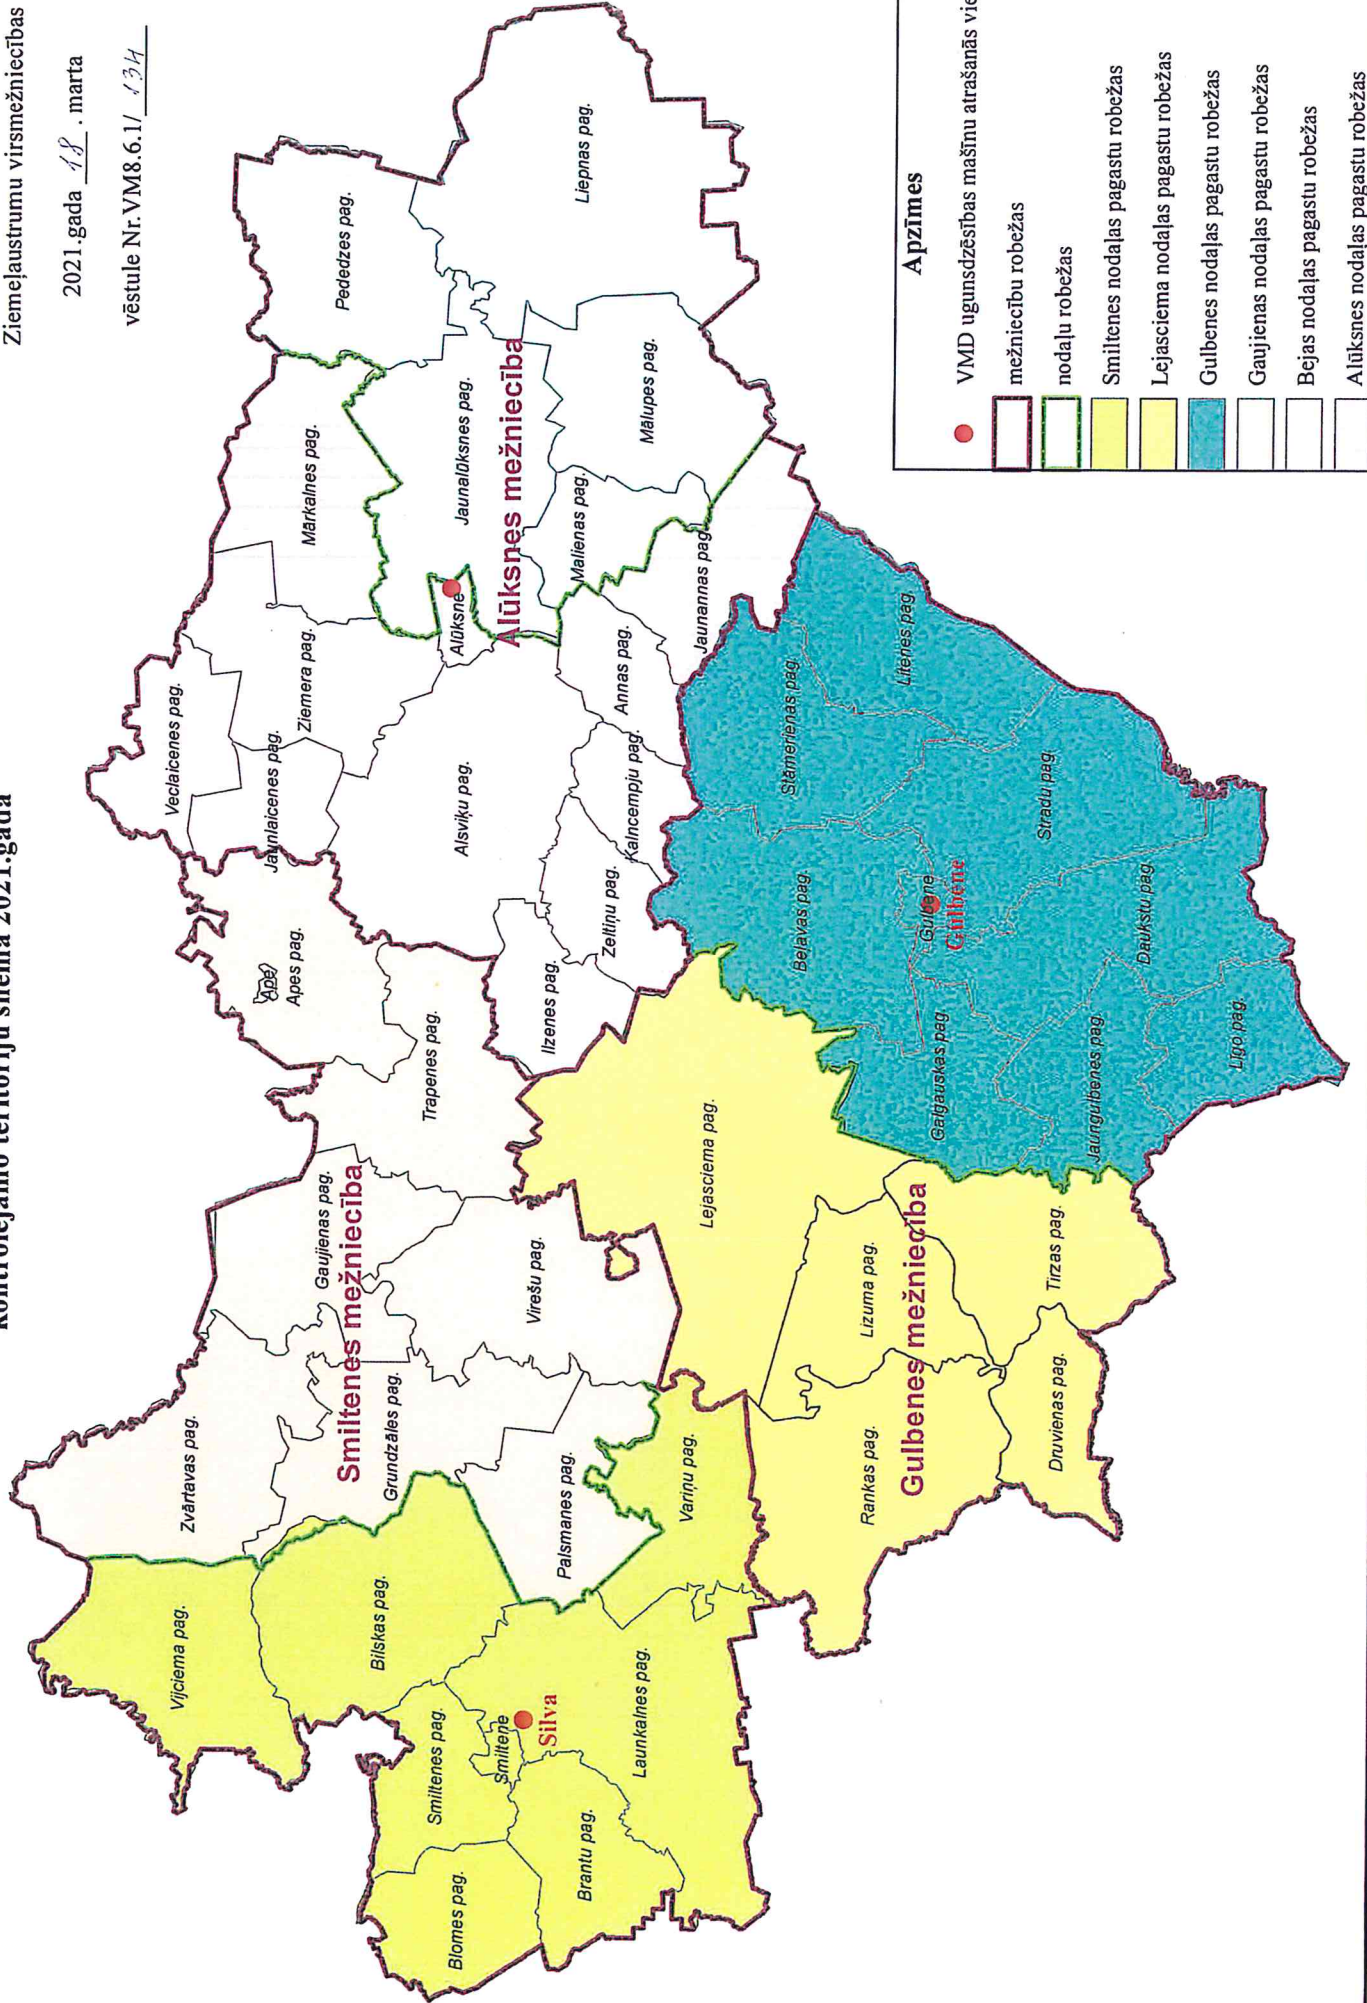 Ziemeļaustrumu virsmežniecības
2021.gada 18. marta
vēstule Nr.VM8.6.1/ 134
kontrolējamo teritoriju shēma 2021.gadā
Blomes pag.
Smiltenes pag.
Brantu pag.
Smiltene
Silva
Launkalnes pag.
Vijciema pag.
Bilskas pag.
Variņu pag.
Palsmanes pag.
Zvārtavas pag.
Grundzāles pag.
Smiltenes mežniecība
Gaujienas pag.
Virešu pag.
Trapenes pag.
Ape
Apes pag.
Rankas pag.
Druvienas pag.
Lizuma pag.
Gulbenes mežniecība
Tirzas pag.
Lejasciema pag.
Galgauskas pag.
Jaungulbenes pag.
Līgo pag.
Daukstu pag.
Beļavas pag.
Gulbene
Gulbene
Stradu pag.
Stāmerienas pag.
Litenes pag.
Ilzenes pag.
Zeltiņu pag.
Kalncempju pag.
Alsviķu pag.
Jaunlaicenes pag.
Veclaicenes pag.
Ziemera pag.
Annas pag.
Jaunannas pag.
Alūksne
Alūksnes mežniecība
Mārkalnes pag.
Jaunalūksnes pag.
Malienas pag.
Mālupes pag.
Pededzes pag.
Liepnas pag.
Apzīmes
VMD ugunsdzēsības mašīnu atrašanās
mežniecību robežas
nodaļu robežas
Smiltenes nodaļas pagastu robežas
Lejasciema nodaļas pagastu robežas
Gulbenes nodaļas pagastu robežas
Gaujienas nodaļas pagastu robežas
Bejas nodaļas pagastu robežas
Alūksnes nodaļas pagastu robežas